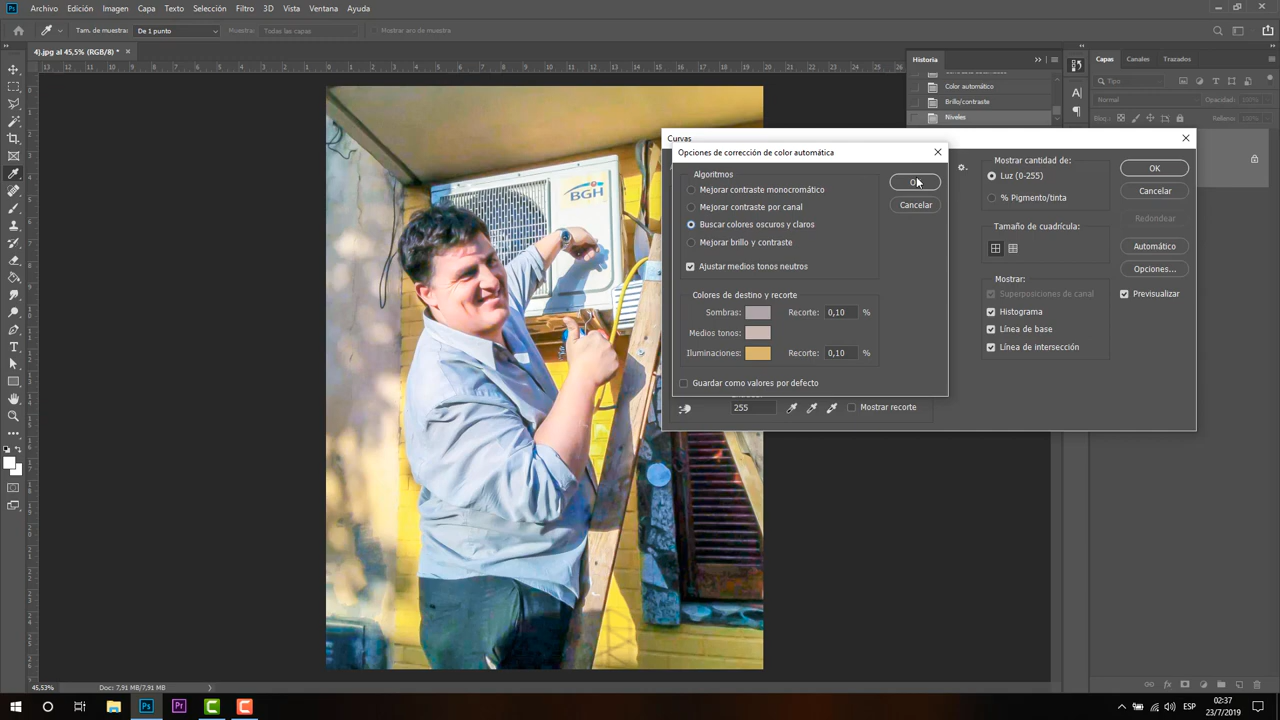 Archivo Edición Imagen Capa Texto Selección Filtro 3D Vista Ventana Ayuda
Tam. de muestra: De 1 punto Muestra: Todas las capas Mostrar aro de muestra
4).jpg al 45,5% (RGB/8) *
Historia
Color automático
Brillo/contraste
Niveles
Capas Canales Trazados
Tipo
Normal Opacidad: 100%
Bloq.: Relleno: 100%
Curvas
Opciones de corrección de color automática
Algoritmos
Mejorar contraste monocromático
Mejorar contraste por canal
Buscar colores oscuros y claros
Mejorar brillo y contraste
Ajustar medios tonos neutros
Cancelar
Colores de destino y recorte
Sombras: Recorte: 0,10 %
Medios tonos:
Iluminaciones: Recorte: 0,10 %
Guardar como valores por defecto
255 Mostrar recorte
Mostrar cantidad de:
Luz (0-255)
% Pigmento/tinta
Tamaño de cuadrícula:
Mostrar:
Superposiciones de canal
Histograma
Línea de base
Línea de intersección
OK
Cancelar
Redondear
Automático
Opciones...
Previsualizar
BGH
45,53% Doc: 7,91 MB/7,91 MB
ESP
02:37
23/7/2019